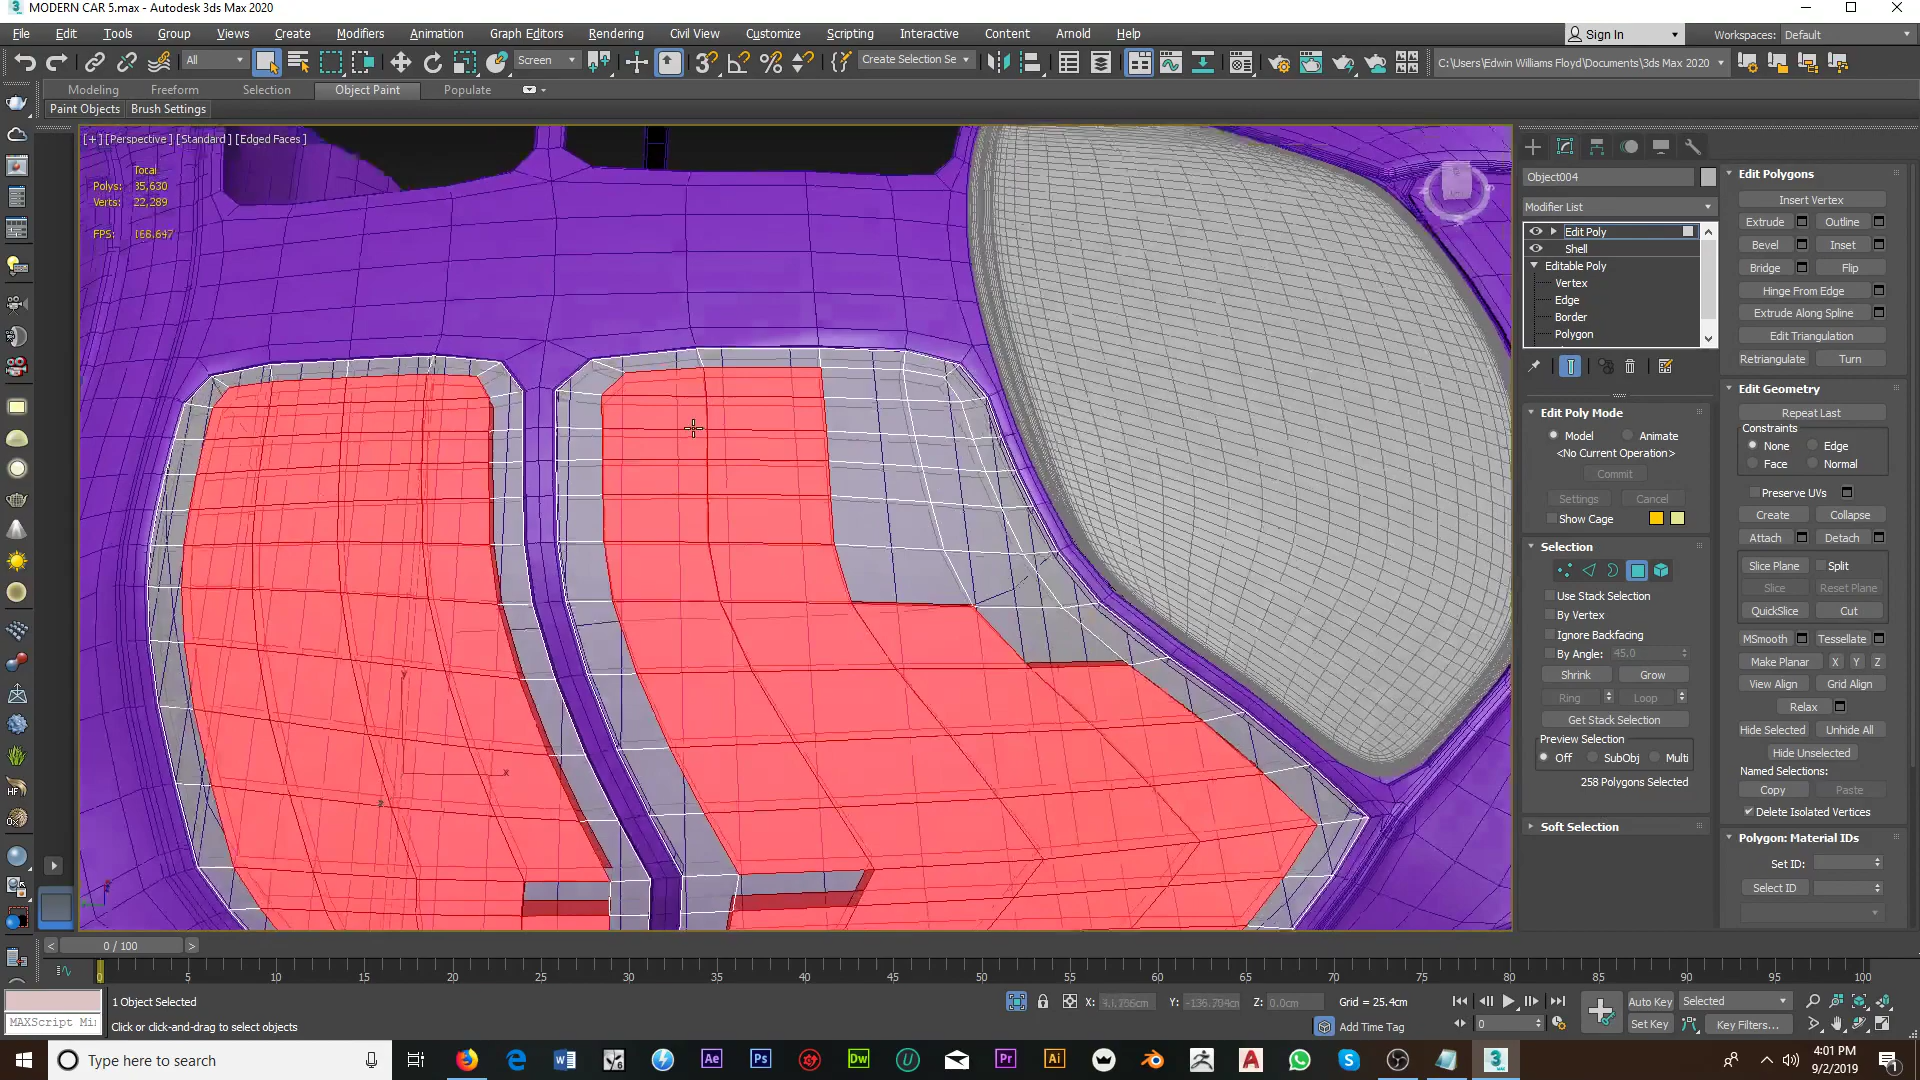 MODERN CAR 5.max - Autodesk 3ds Max 2020
File Edit Tools Group Views Create Modifiers Animation Graph Editors Rendering Civil View Customize Scripting Interactive Content Arnold Help
Sign In Workspaces: Default
All Screen Create Selection Se C:\Users\Edwin Williams Floyd\Documents\3ds Max 2020
Modeling Freeform Selection Object Paint Populate
Paint Objects Brush Settings
[+] [Perspective] [Standard] [Edged Faces]
Total
Polys: 35,630
Verts: 22,289
FPS: 168.647
Object004
Modifier List
Edit Poly
Shell
Editable Poly
Vertex
Edge
Border
Polygon
Edit Poly Mode
Model Animate
<No Current Operation>
Commit
Settings Cancel
Show Cage
Selection
Use Stack Selection
By Vertex
Ignore Backfacing
By Angle: 45.0
Shrink Grow
Ring Loop
Get Stack Selection
Preview Selection
Off SubObj Multi
258 Polygons Selected
Soft Selection
Edit Polygons
Insert Vertex
Extrude Outline
Bevel Inset
Bridge Flip
Hinge From Edge
Extrude Along Spline
Edit Triangulation
Retriangulate Turn
Edit Geometry
Repeat Last
Constraints
None Edge
Face Normal
Preserve UVs
Create Collapse
Attach Detach
Slice Plane Split
Slice Reset Plane
QuickSlice Cut
MSmooth Tessellate
Make Planar X Y Z
View Align Grid Align
Relax
Hide Selected Unhide All
Hide Unselected
Named Selections:
Copy Paste
Delete Isolated Vertices
Polygon: Material IDs
Set ID:
Select ID
0 / 100
0 5 10 15 20 25 30 35 40 45 50 55 60 65 70 75 80 85 90 95 100
1 Object Selected
X: Y: -136.704cm Z: 0.0cm Grid = 25.4cm
Auto Key Selected
MAXScript Mi
Click or click-and-drag to select objects
Add Time Tag
0
Set Key Key Filters...
Type here to search
4:01 PM
9/2/2019